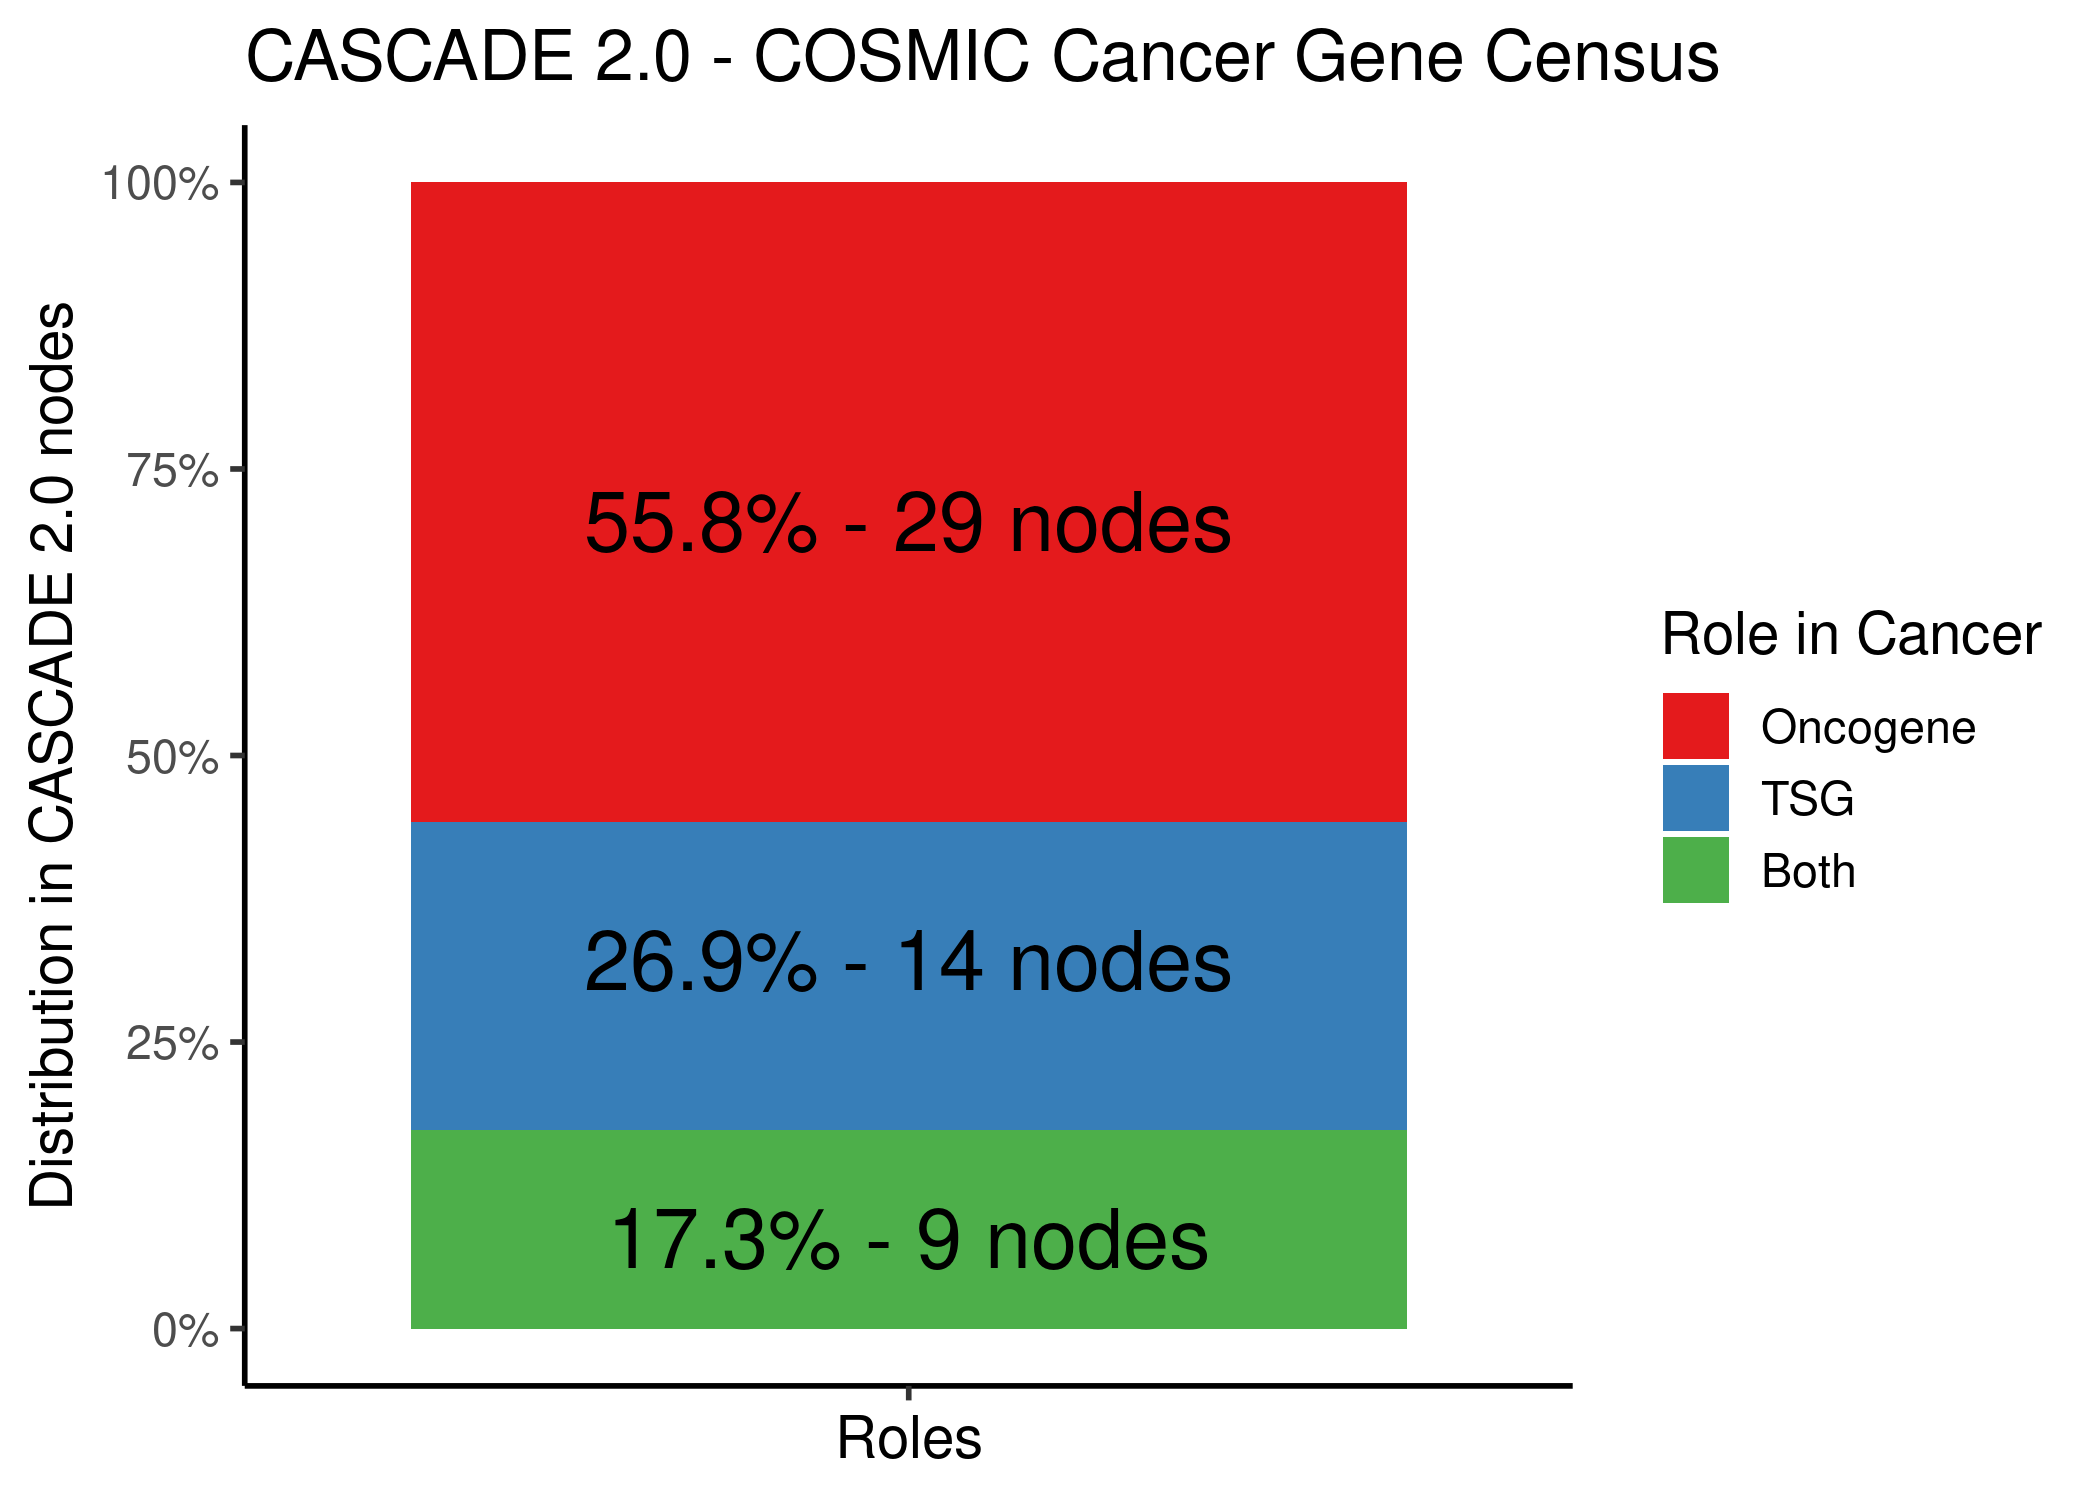 CASCADE 2.0 - COSMIC Cancer Gene Census
Distribution in CASCADE 2.0 nodes
100%
75%
50%
25%
0%
55.8% - 29 nodes
26.9% - 14 nodes
17.3% - 9 nodes
Roles
Role in Cancer
Oncogene
TSG
Both